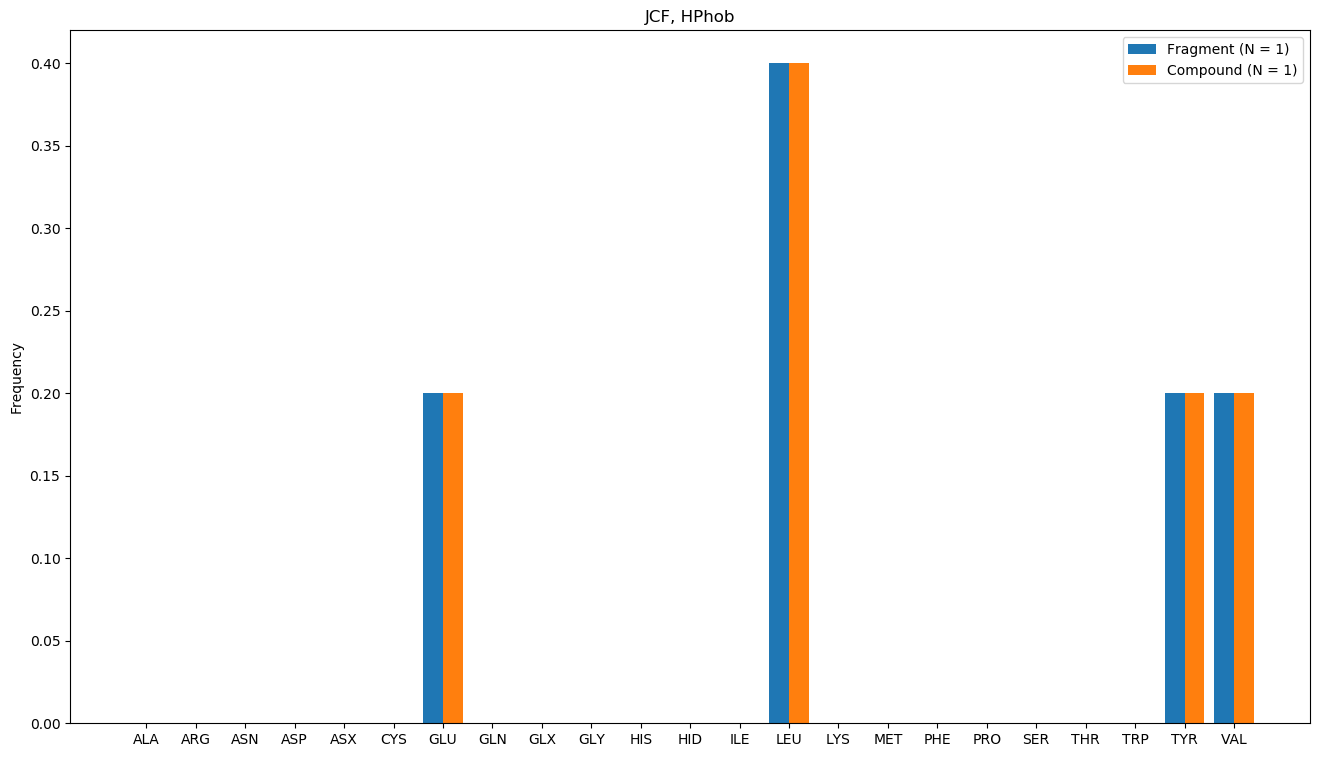 JCF, HPhob
Fragment (N = 1)
Compound (N = 1)
Frequency
0.40
0.35
0.30
0.25
0.20
0.15
0.10
0.05
0.00
ALA ARG ASN ASP ASX CYS GLU GLN GLX GLY HIS HID ILE LEU LYS MET PHE PRO SER THR TRP TYR VAL